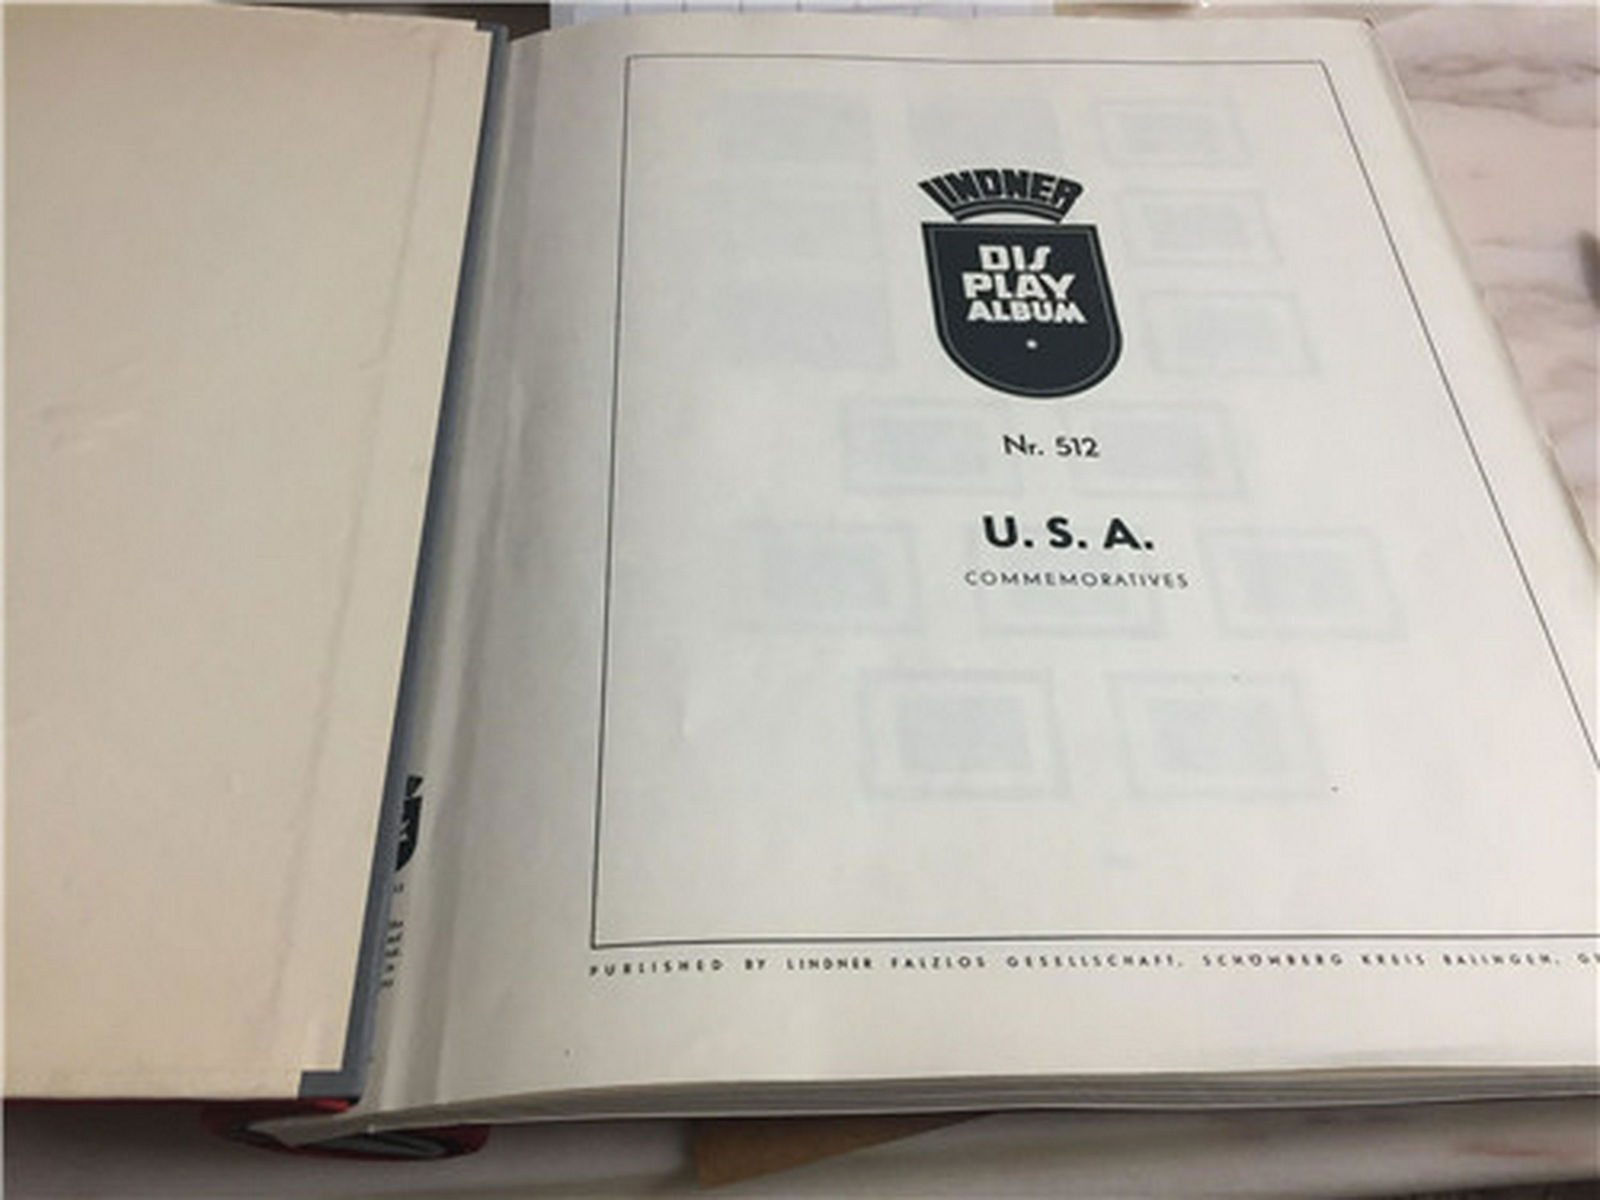 LINDNER
DIS
PLAY
ALBUM
Nr. 512
U. S. A.
COMMEMORATIVES
PUBLISHED BY LINDNER FALZLOS GESELLSCHAFT, SCHÖMBERG KREIS BALINGEN,